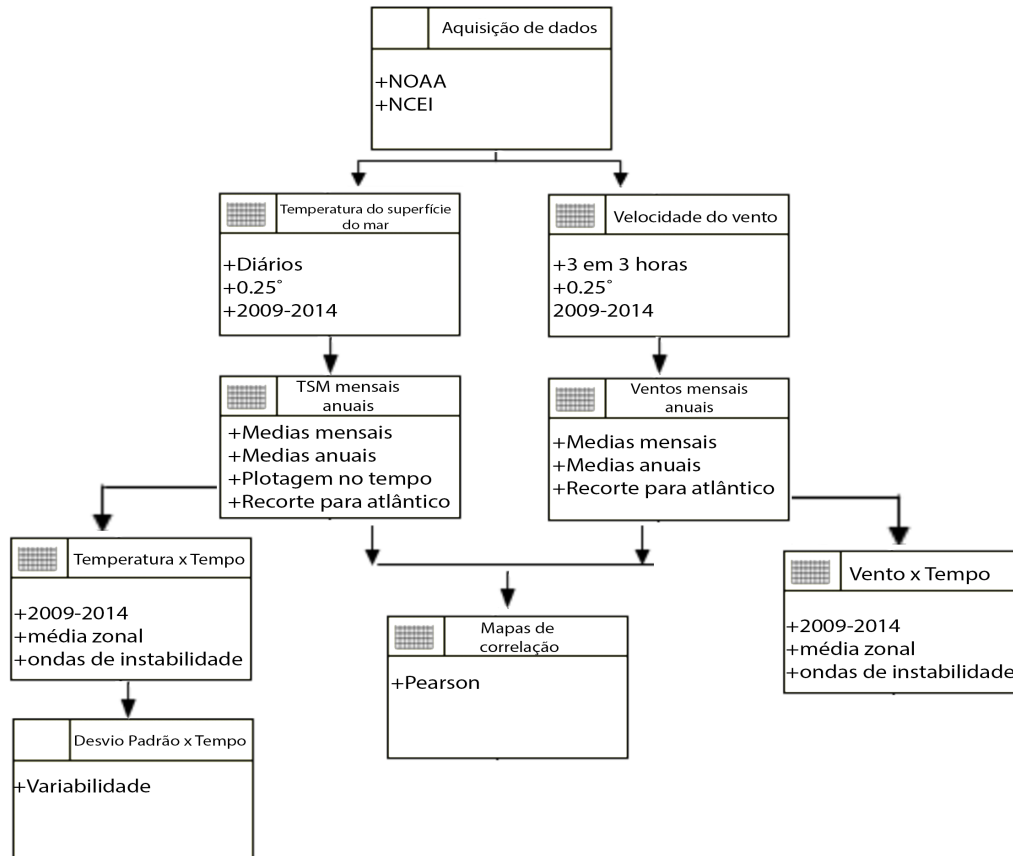 Aquisição de dados
+NOAA
+NCEI
Temperatura do superfície
do mar
+Diários
+0.25°
+2009-2014
Velocidade do vento
+3 em 3 horas
+0.25°
2009-2014
TSM mensais
anuais
+Medias mensais
+Medias anuais
+Plotagem no tempo
+Recorte para atlântico
Ventos mensais
anuais
+Medias mensais
+Medias anuais
+Recorte para atlântico
Temperatura x Tempo
+2009-2014
+média zonal
+ondas de instabilidade
Mapas de
correlação
+Pearson
Vento x Tempo
+2009-2014
+média zonal
+ondas de instabilidade
Desvio Padrão x Tempo
+Variabilidade